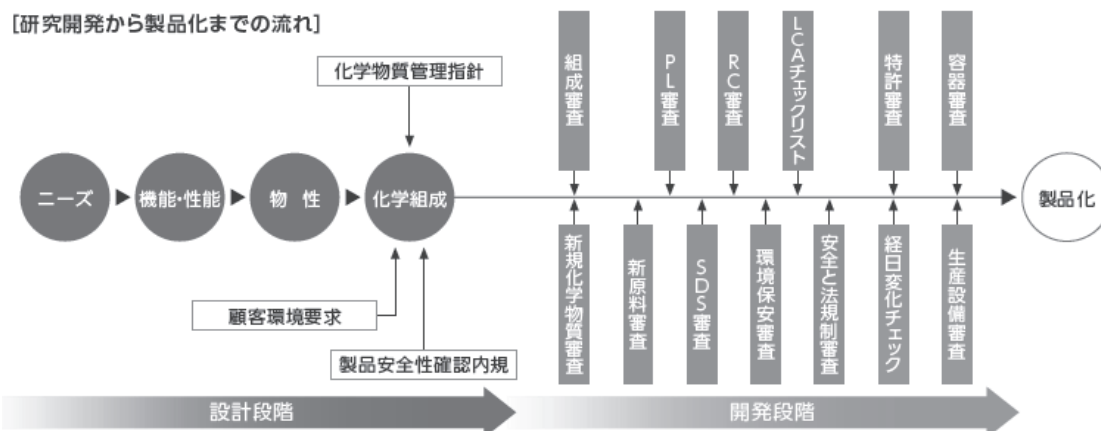 [研究開発から製品化までの流れ]
化学物質管理指針
組成審査
PL審査
RC審査
LCAチェックリスト
特許審査
容器審査
ニーズ
機能・性能
物 性
化学組成
製品化
顧客環境要求
製品安全性確認内規
新規化学物質審査
新原料審査
SDS審査
環境保安審査
安全と法規制審査
経日変化チェック
生産設備審査
設計段階
開発段階